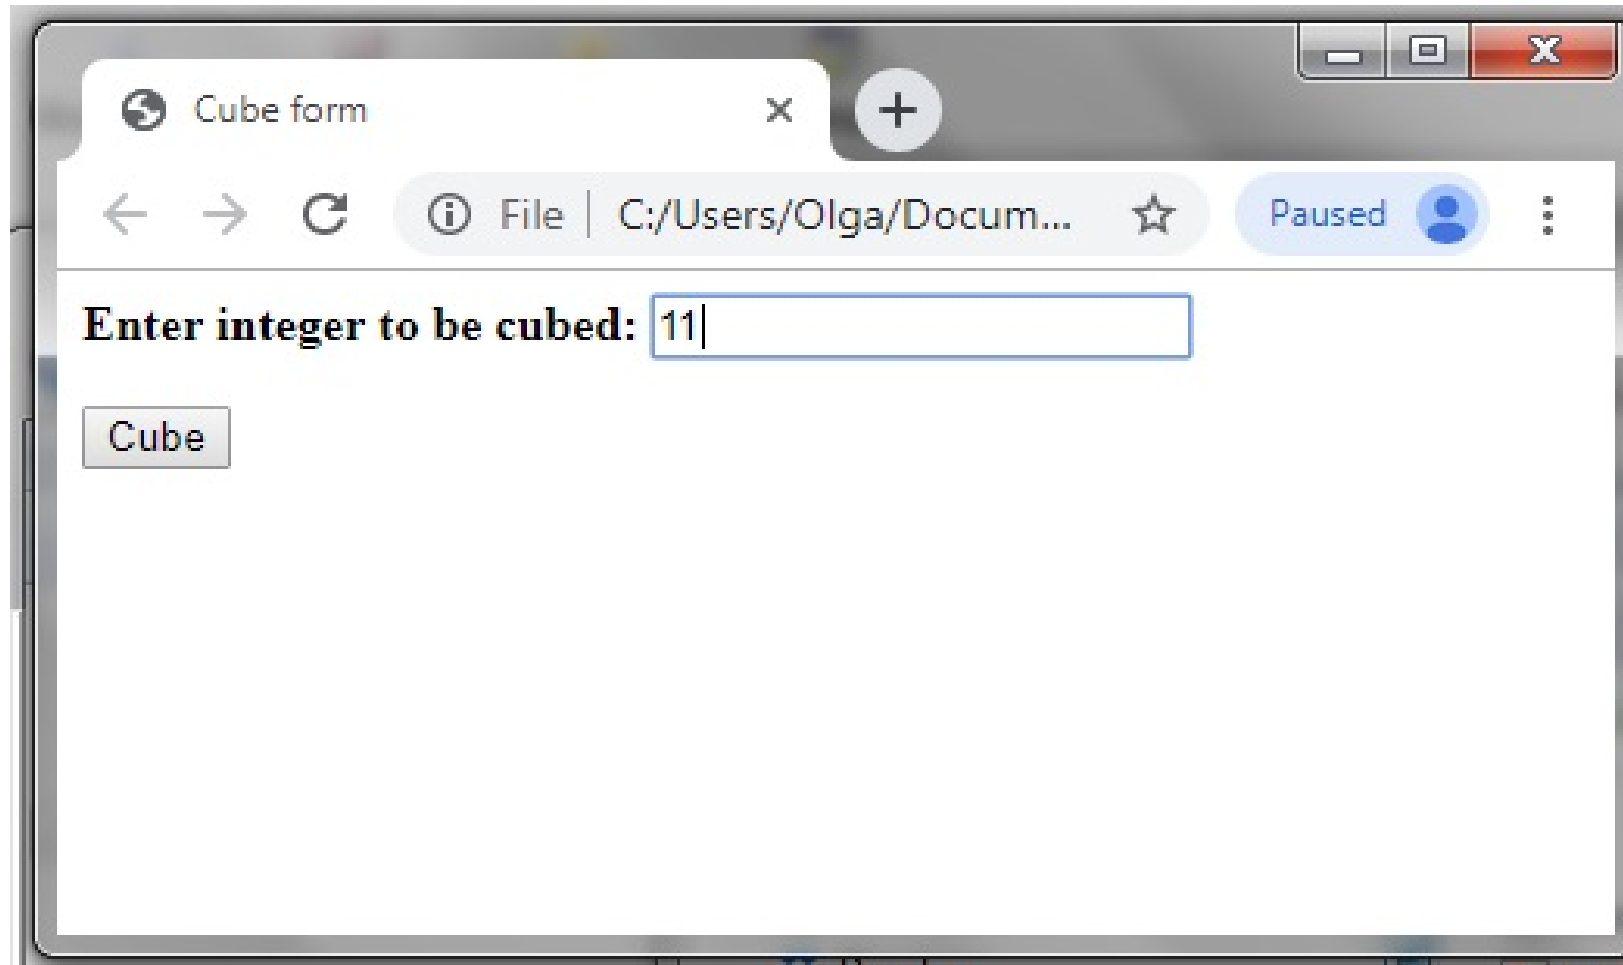 Cube form
File | C:/Users/Olga/Docum... Paused
Enter integer to be cubed: 11
Cube